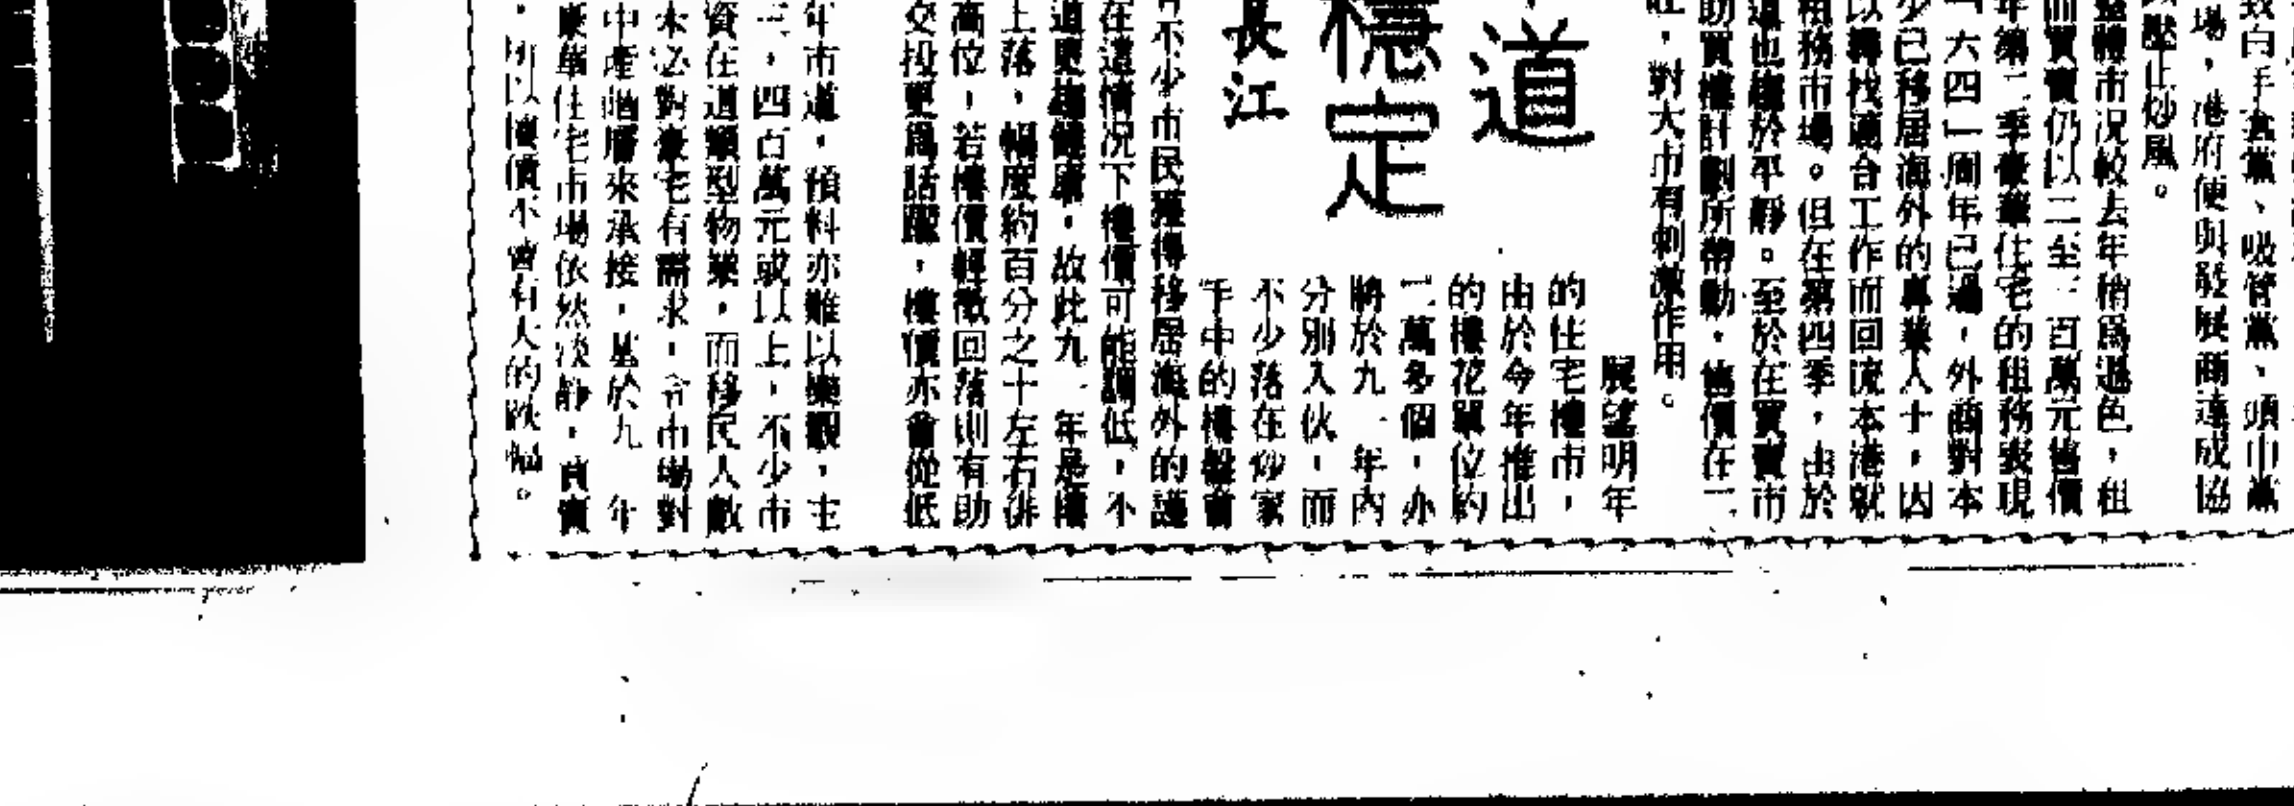 致白手套黨、吸管黨、頭巾黨
場，港府便與發展商達成協
壓止炒風。
整體市況較去年稍爲遜色，租
而買賣仍以二至三百萬元售價
年第二季豪華住宅的租務表現
「六四」周年已過，外商對本
少已移居海外的專業人士，因
以尋找適合工作而回流本港就
租務市場。但在第四季，由於
道也趨於平靜。至於在買賣市
助買樓計劃所帶動，售價在二
，對大市有刺激作用。
展望明年
的住宅樓市，
由於今年推出
的樓花單位約
二萬多個，亦
將於九一年內
分別入伙，而
不少落在炒家
手中的樓盤會
道
穩定
長江
不少市民獲得移居海外的護
在這情况下樓價可能調低，不
道更趨健康，故此九一年是樓
上落，幅度約百分之十左右徘
高位，若樓價輕微回落則有助
交投更爲活躍，樓價亦會從低
年市道，預料亦難以樂觀，主
三，四百萬元或以上，不少市
資在這類型物業，而移民人數
未必對豪宅有需求，令市場對
中產階層來承接，基於九一年
豪華住宅市場依然淡靜，買賣
，所以樓價不會有大的跌幅。